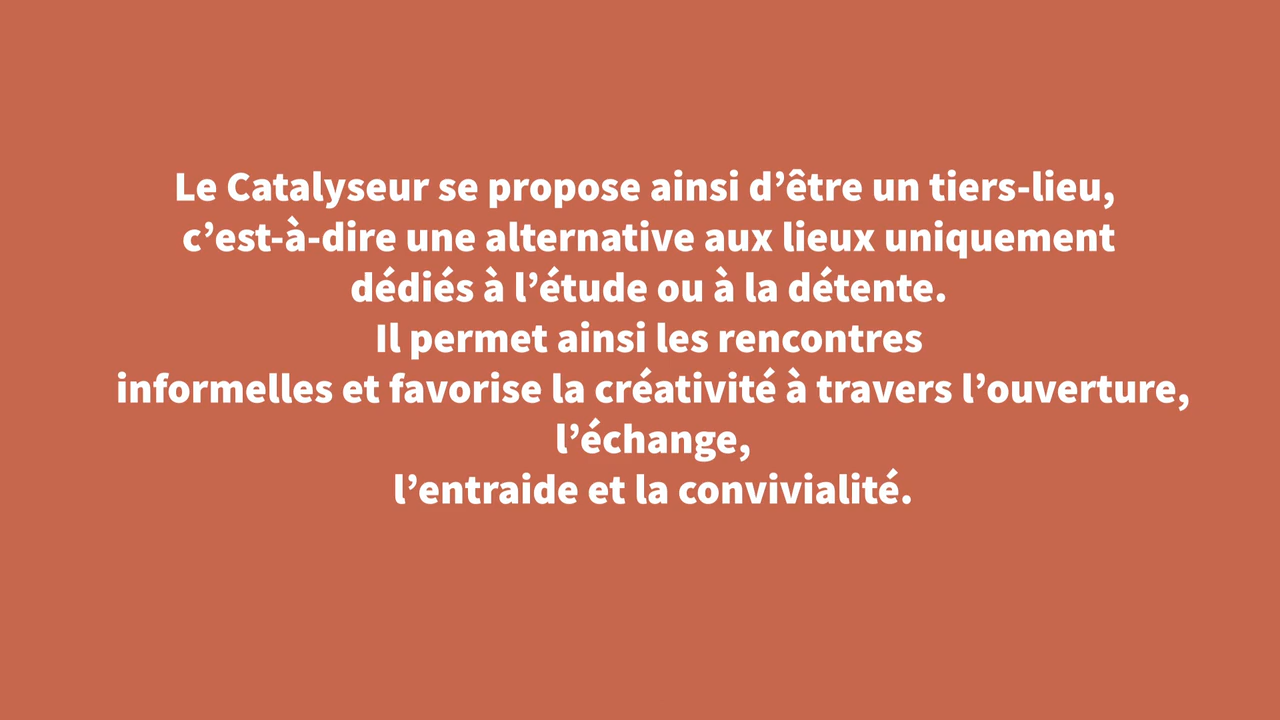 Le Catalyseur se propose ainsi d’être un tiers-lieu,
c’est-à-dire une alternative aux lieux uniquement
dédiés à l’étude ou à la détente.
Il permet ainsi les rencontres
informelles et favorise la créativité à travers l’ouverture,
l’échange,
l’entraide et la convivialité.